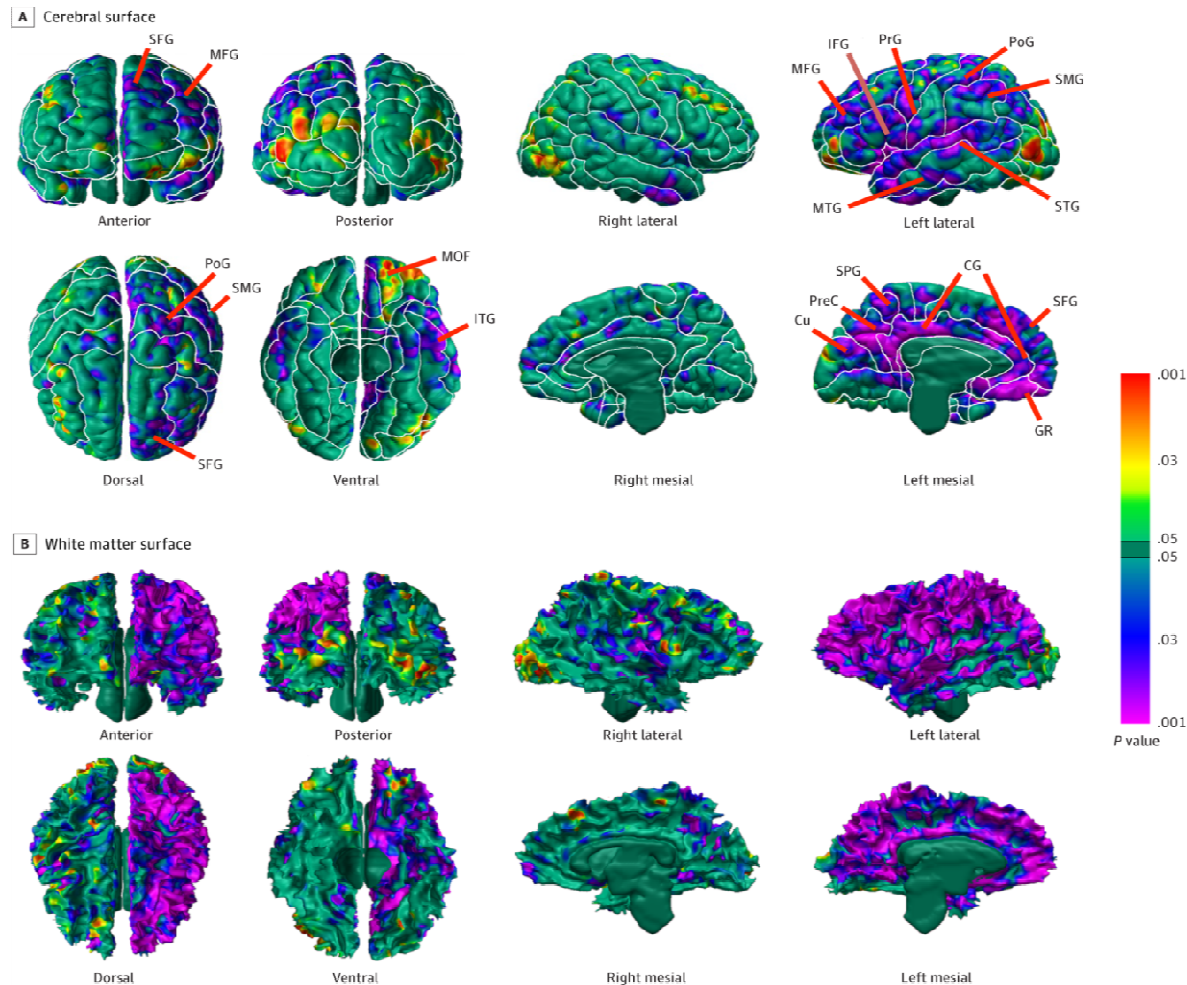 A Cerebral surface
SFG
MFG
IFG
PrG
PoG
MFG
SMG
MTG
STG
Anterior
Posterior
Right lateral
Left lateral
PoG
SMG
SFG
MOF
ITG
SPG
CG
PreC
SFG
Cu
GR
Dorsal
Ventral
Right mesial
Left mesial
B White matter surface
Anterior
Posterior
Right lateral
Left lateral
Dorsal
Ventral
Right mesial
Left mesial
.001
.03
.05
.05
.03
.001
P value